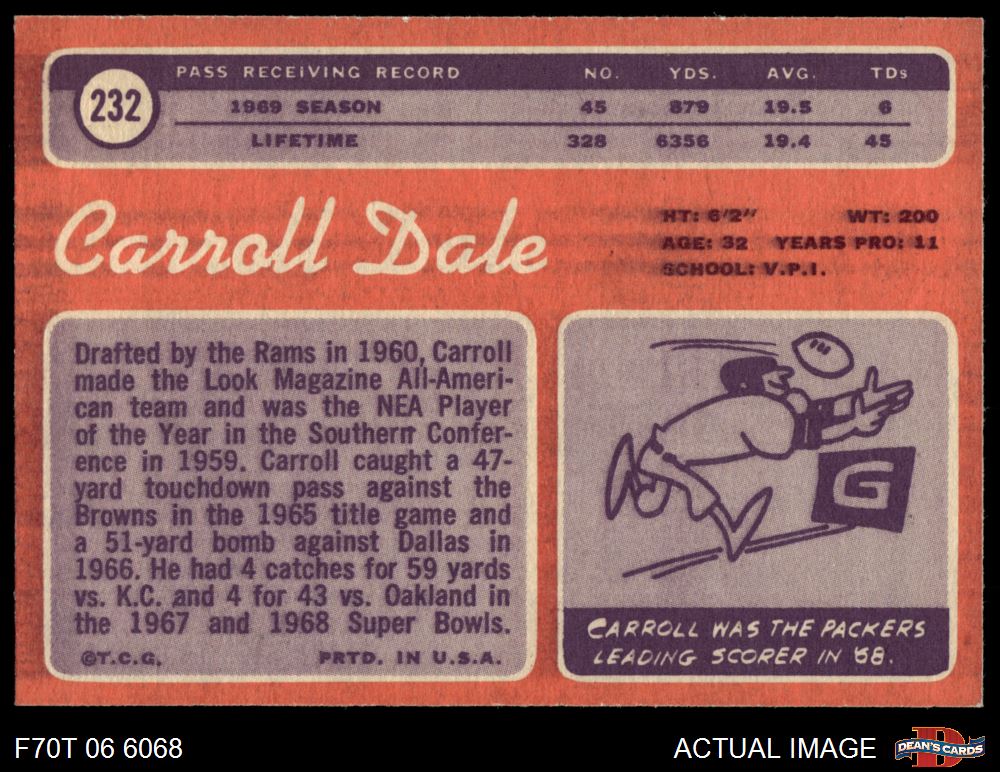 232
PASS RECEIVING RECORD NO. YDS. AVG. TDs
1969 SEASON 45 879 19.5 6
LIFETIME 328 6356 19.4 45
Carroll Dale
HT: 6'2" WT: 200
AGE: 32 YEARS PRO: 11
SCHOOL: V.P.I.
Drafted by the Rams in 1960, Carroll
made the Look Magazine All-Ameri-
can team and was the NEA Player
of the Year in the Southern Confer-
ence in 1959. Carroll caught a 47-
yard touchdown pass against the
Browns in the 1965 title game and
a 51-yard bomb against Dallas in
1966. He had 4 catches for 59 yards
vs. K.C. and 4 for 43 vs. Oakland in
the 1967 and 1968 Super Bowls.
©T.C.G. PRTD. IN U.S.A.
G
CARROLL WAS THE PACKERS
LEADING SCORER IN '68.
F70T 06 6068
ACTUAL IMAGE
D
DEAN'S CARDS